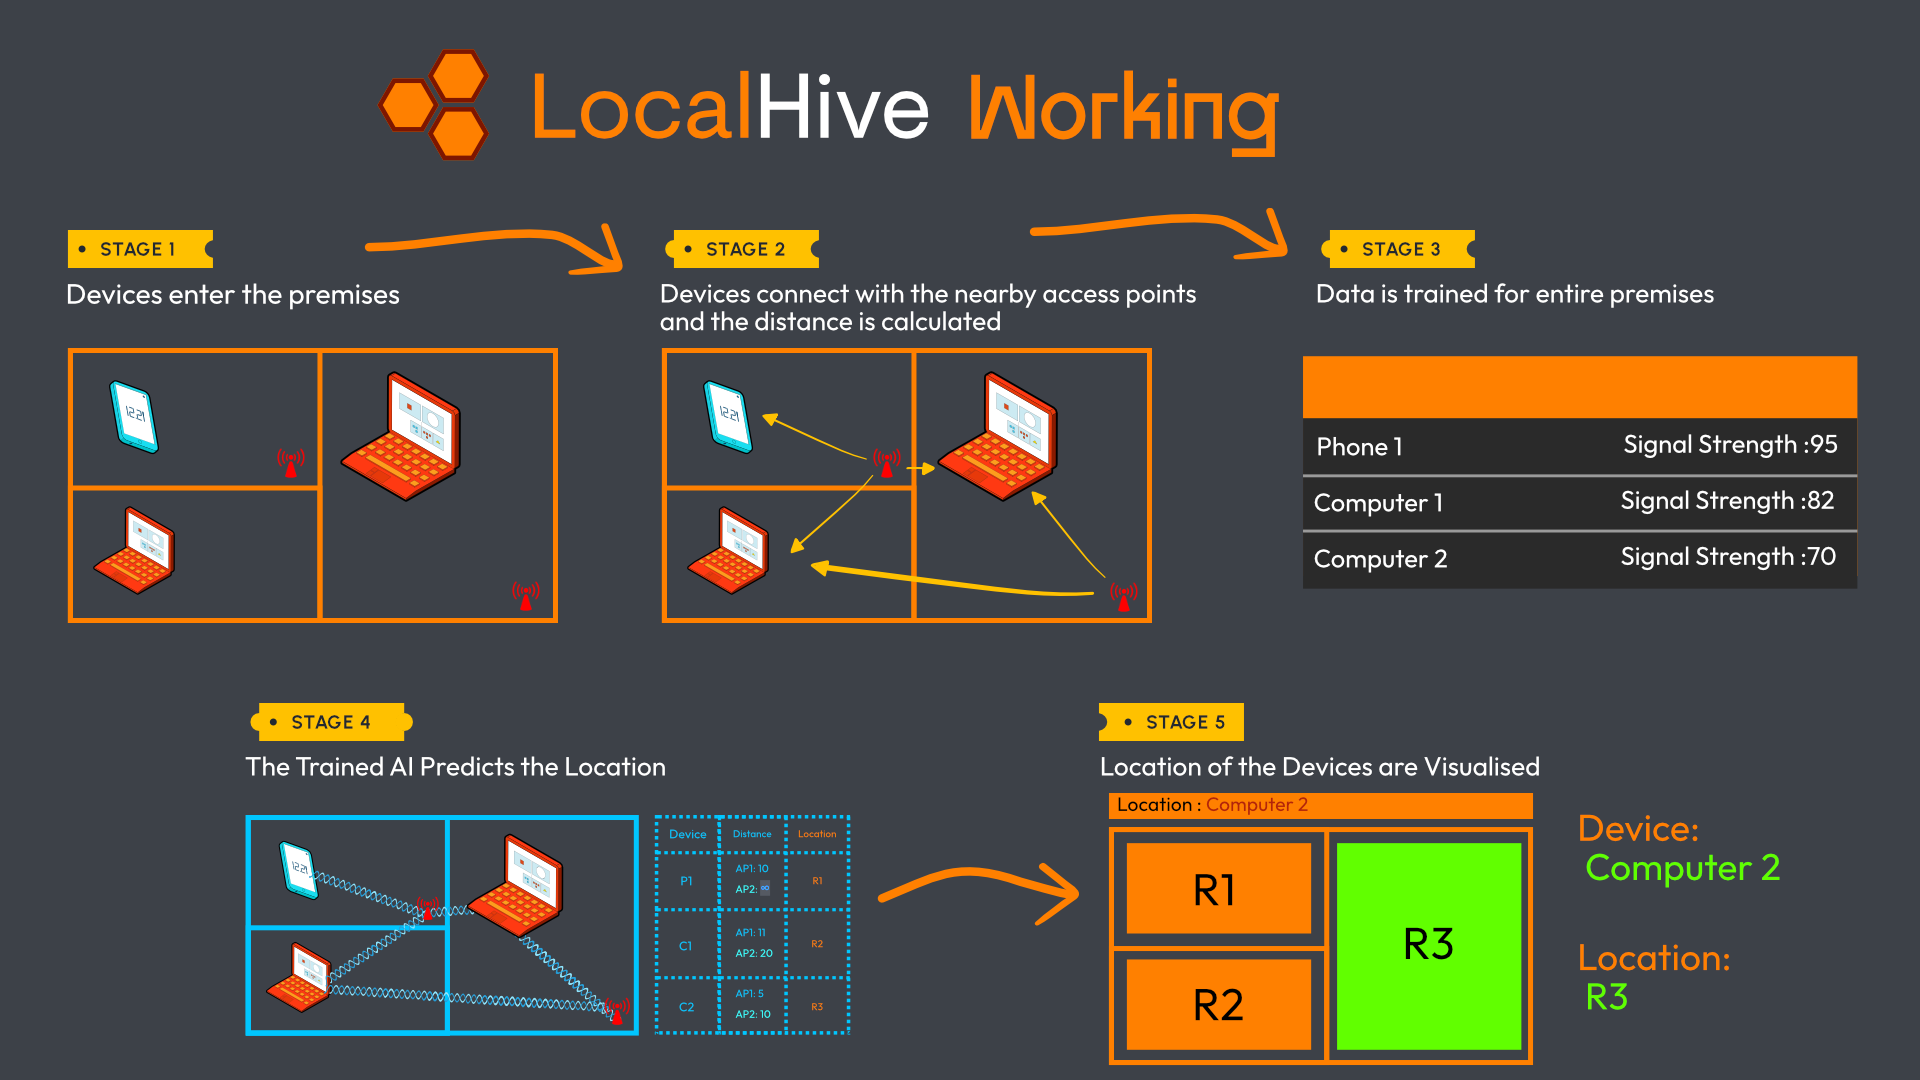 LocalHive Working
STAGE 1
Devices enter the premises
12:21
STAGE 2
Devices connect with the nearby access points
and the distance is calculated
12:21
STAGE 3
Data is trained for entire premises
Phone 1 Signal Strength :95
Computer 1 Signal Strength :82
Computer 2 Signal Strength :70
STAGE 4
The Trained AI Predicts the Location
12:21
Device Distance Location
P1 AP1: 10 R1
AP2: ∞
C1 AP1: 11 R2
AP2: 20
C2 AP1: 5 R3
AP2: 10
STAGE 5
Location of the Devices are Visualised
Location : Computer 2
R1
R2
R3
Device:
Computer 2
Location:
R3